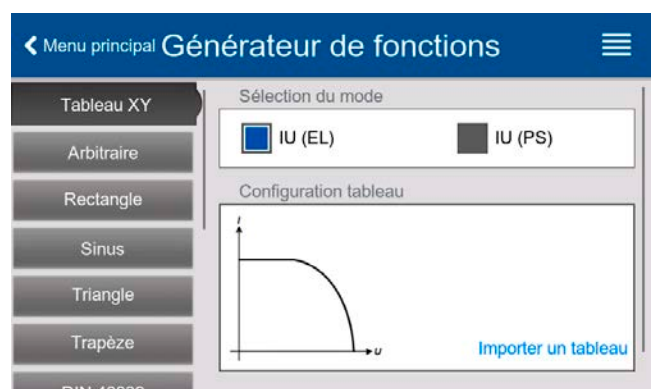 Menu principal Générateur de fonctions
Tableau XY
Arbitraire
Rectangle
Sinus
Triangle
Trapèze
Sélection du mode
IU (EL) IU (PS)
Configuration tableau
I
U
Importer un tableau